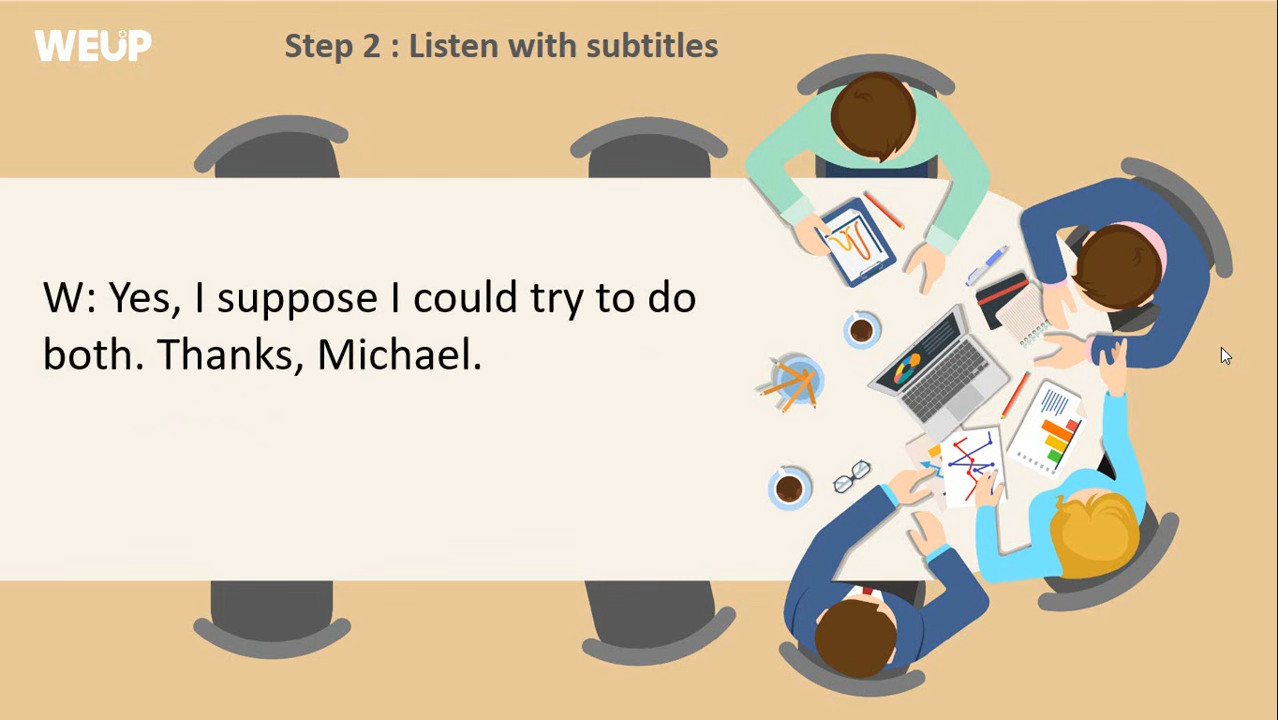 WEUP
Step 2 : Listen with subtitles
W: Yes, I suppose I could try to do
both. Thanks, Michael.